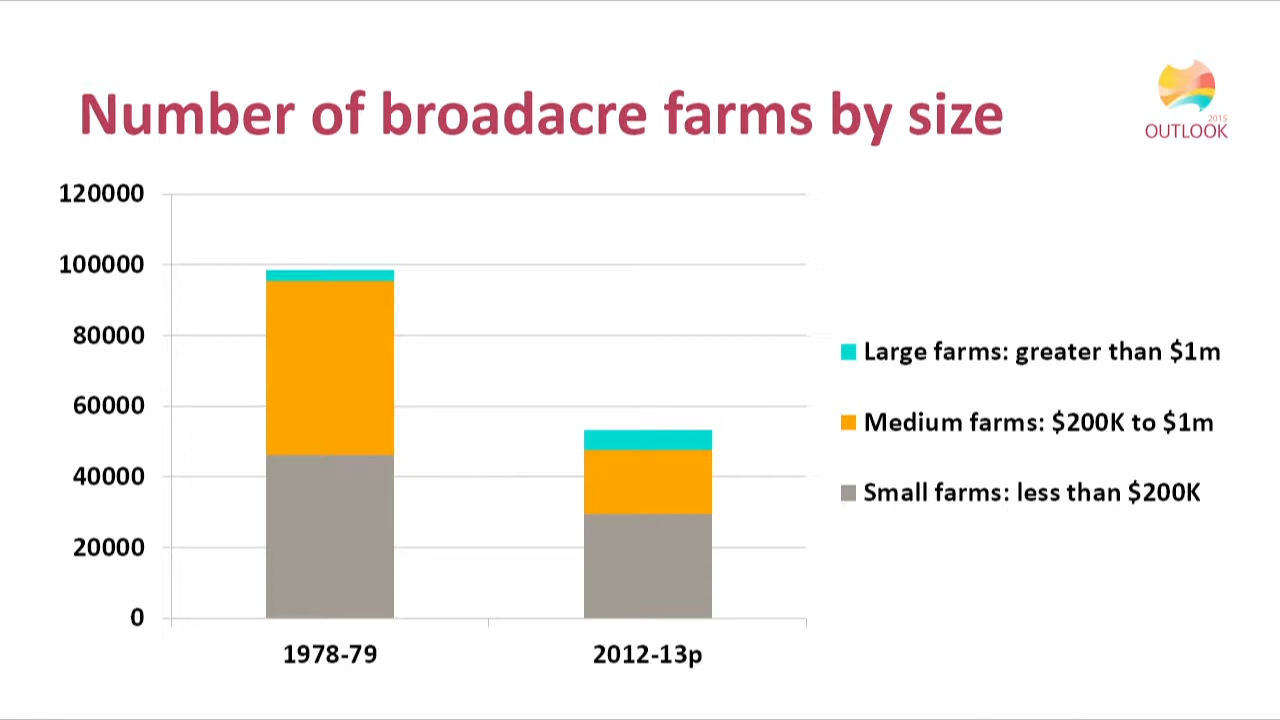 Number of broadacre farms by size
2015
OUTLOOK
120000
100000
80000
60000
40000
20000
0
1978-79
2012-13p
Large farms: greater than $1m
Medium farms: $200K to $1m
Small farms: less than $200K